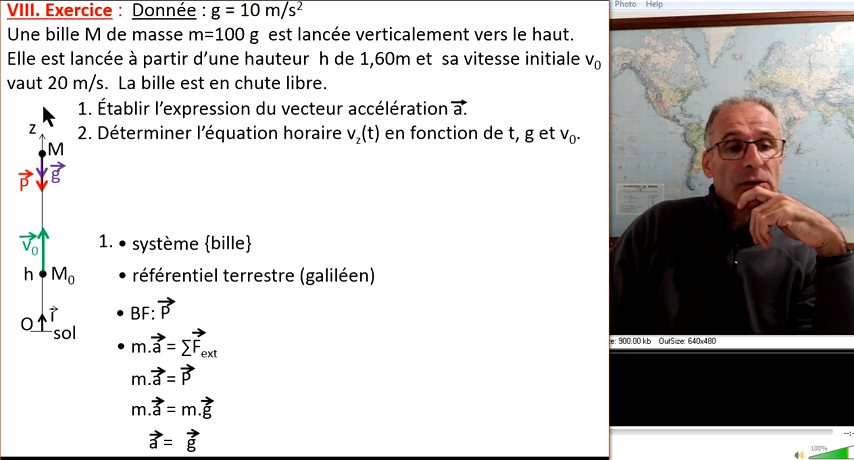 VIII. Exercice : Donnée : g = 10 m/s²
Une bille M de masse m=100 g est lancée verticalement vers le haut.
Elle est lancée à partir d'une hauteur h de 1,60m et sa vitesse initiale v₀
vaut 20 m/s. La bille est en chute libre.
1. Établir l'expression du vecteur accélération a⃗.
2. Déterminer l'équation horaire v_z(t) en fonction de t, g et v₀.
z
M
P⃗ g⃗
v⃗₀
h M₀
O i⃗
sol
1. • système {bille}
• référentiel terrestre (galiléen)
• BF: P⃗
• m.a⃗ = ∑F⃗ext
m.a⃗ = P⃗
m.a⃗ = m.g⃗
a⃗ = g⃗
Photo Help
e: 900.00 kb OutSize: 640x480
100%